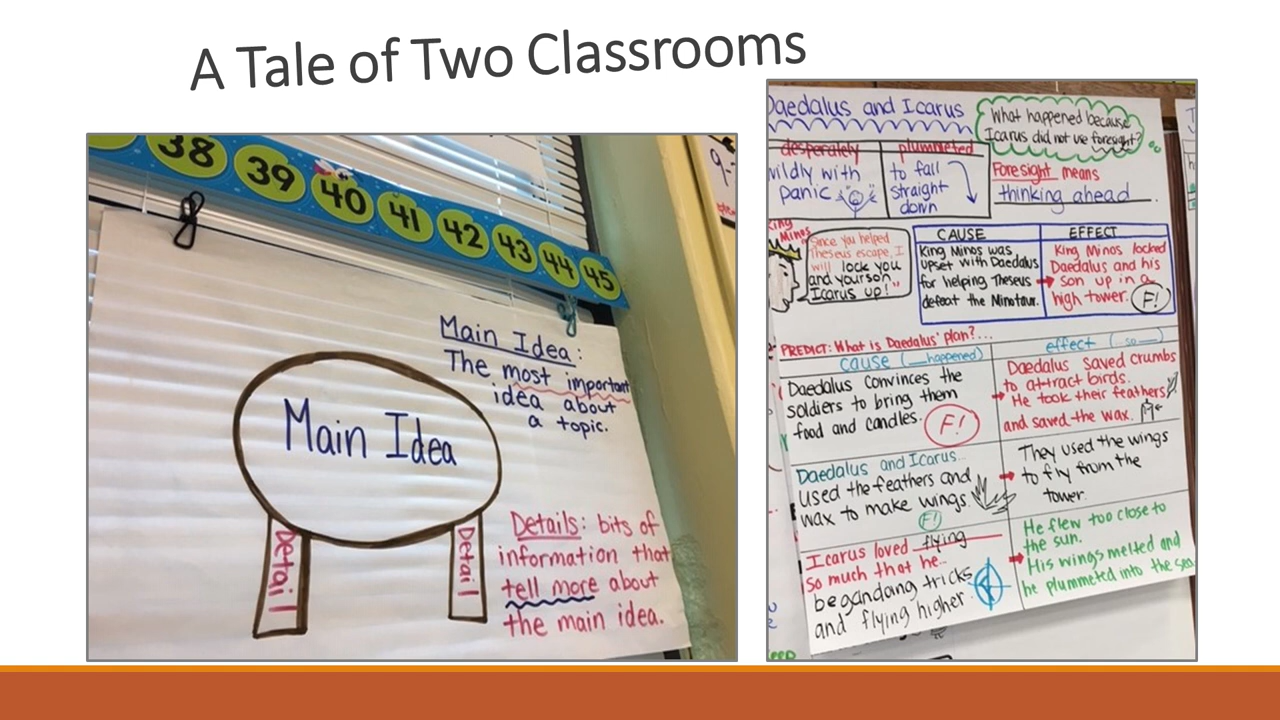 A Tale of Two Classrooms
38 39 40 41 42 43 44 45
Main Idea:
The most important
idea about
a topic.
Main Idea
Detail
Detail
Details: bits of
information that
tell more about
the main idea.
Daedalus and Icarus
What happened because
Icarus did not use foresight?
desperately
wildly with
panic
plummeted
to fall
straight
down
Foresight means
thinking ahead.
King
Minos
Since you helped
Theseus escape, I
will lock you
and your son,
Icarus up!"
CAUSE
EFFECT
King Minos was
upset with Daedalus
for helping Theseus
defeat the Minotaur.
King Minos locked
Daedalus and his
son up in a
high tower. F!
PREDICT: What is Daedalus' plan?...
cause (__happened)
effect (...so __)
Daedalus convinces the
soldiers to bring them
food and candles. F!
Daedalus saved crumbs
to attract birds.
He took their feathers
and saved the wax.
Daedalus and Icarus
used the feathers and
wax to make wings.
F!
They used the wings
to fly from the
tower.
Icarus loved flying
so much that he...
began doing tricks
and flying higher.
He flew too close to
the sun.
His wings melted and
he plummeted into the sea